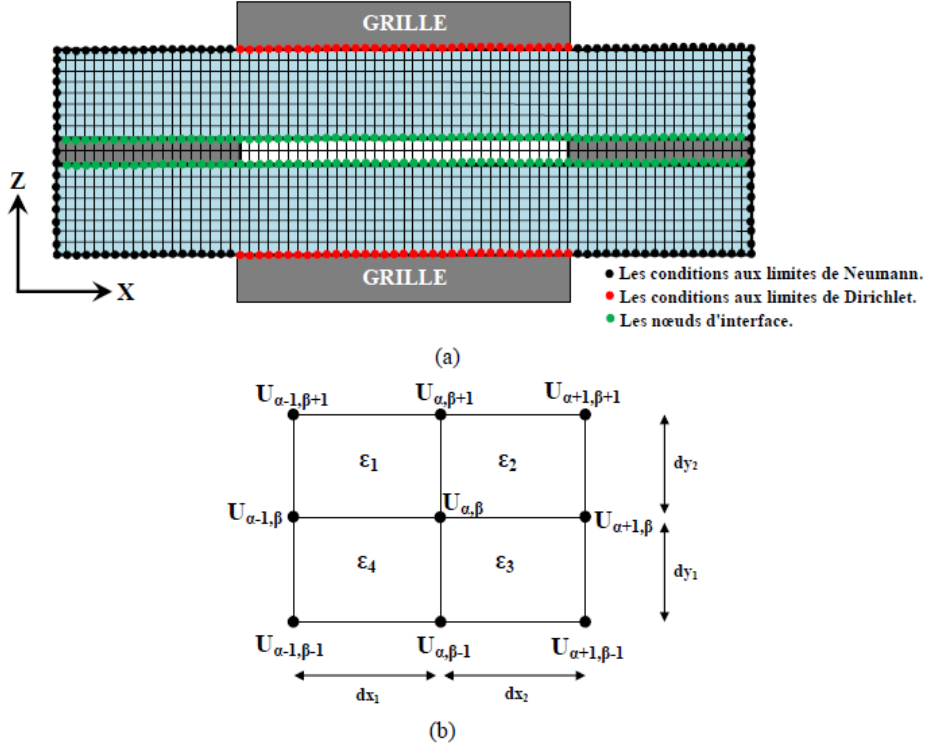 GRILLE
Z
GRILLE
X
Les conditions aux limites de Neumann.
Les conditions aux limites de Dirichlet.
Les nœuds d'interface.
(a)
Uα-1,β+1 Uα,β+1 Uα+1,β+1
ε1 ε2 dy2
Uα,β
Uα-1,β Uα+1,β
ε4 ε3 dy1
Uα-1,β-1 Uα,β-1 Uα+1,β-1
dx1 dx2
(b)